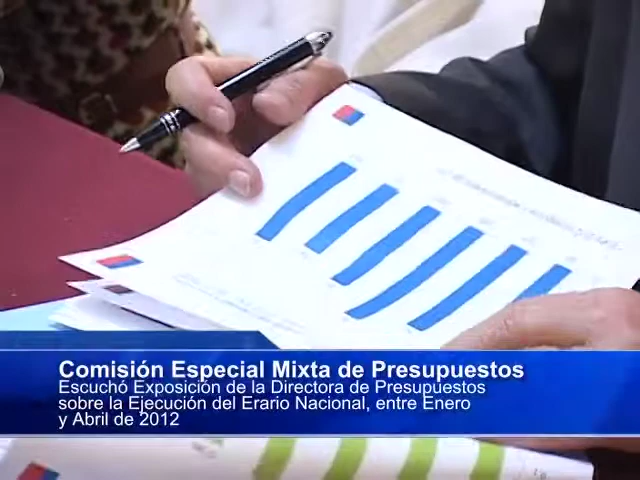 Comisión Especial Mixta de Presupuestos
Escuchó Exposición de la Directora de Presupuestos
sobre la Ejecución del Erario Nacional, entre Enero
y Abril de 2012